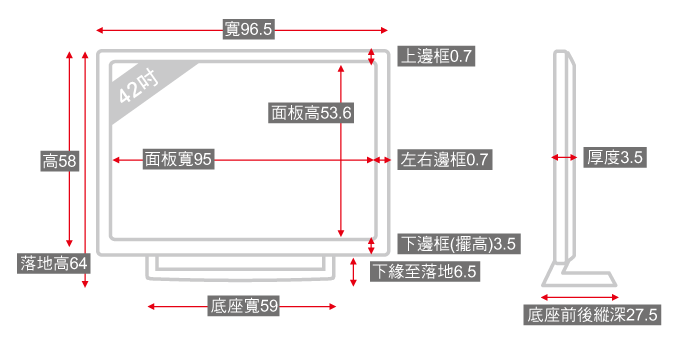 寬96.5
上邊框0.7
42吋
面板高53.6
高58
面板寬95
左右邊框0.7
厚度3.5
下邊框(擺高)3.5
落地高64
下緣至落地6.5
底座寬59
底座前後縱深27.5